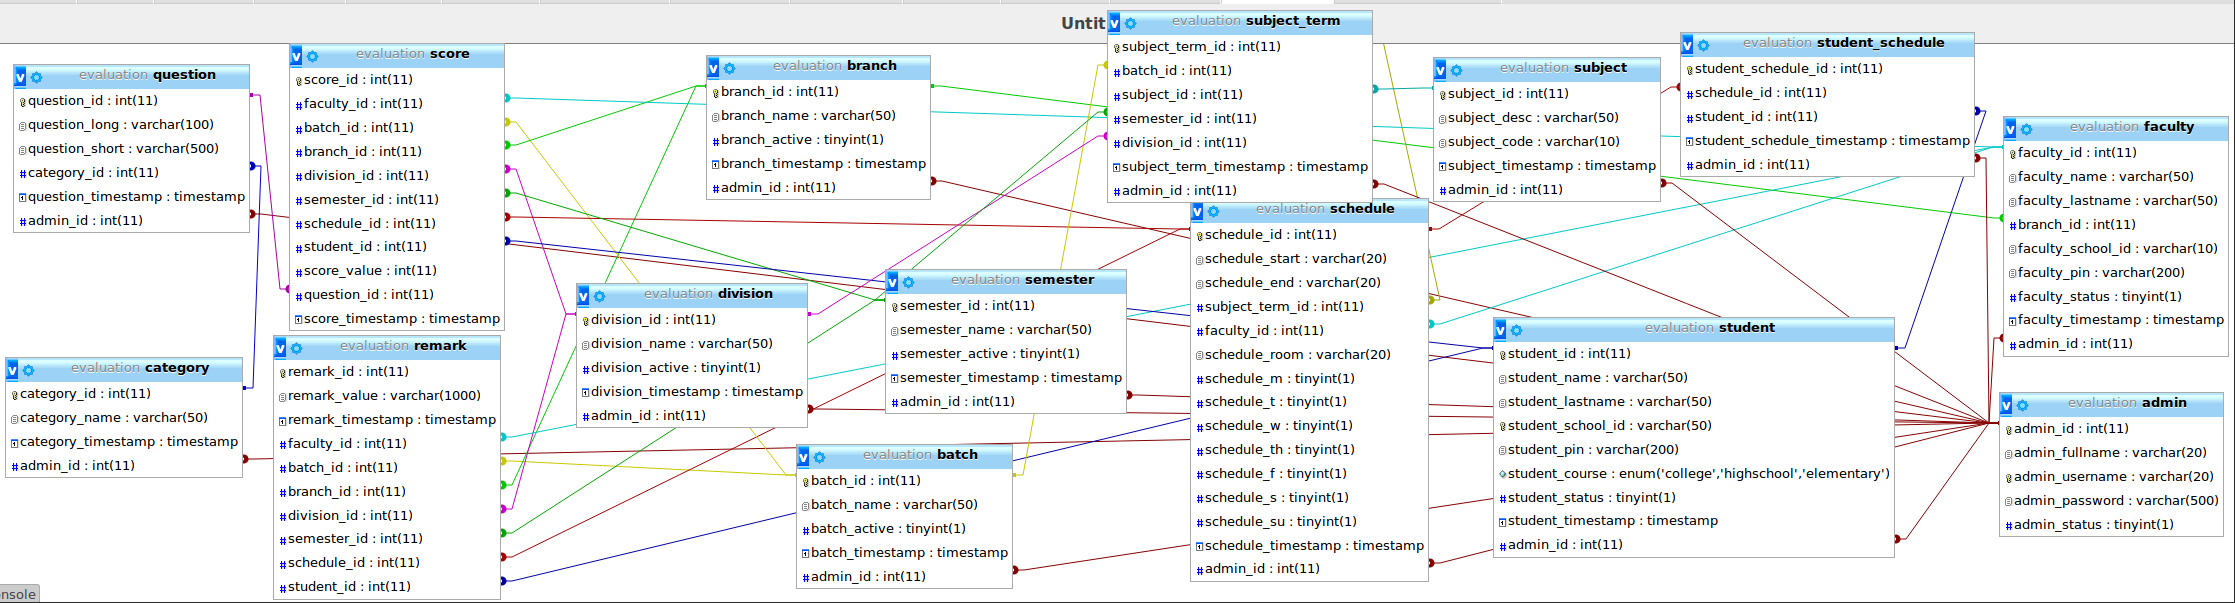 Untit
evaluation question
question_id : int(11)
question_long : varchar(100)
question_short : varchar(500)
category_id : int(11)
question_timestamp : timestamp
admin_id : int(11)
evaluation category
category_id : int(11)
category_name : varchar(50)
category_timestamp : timestamp
admin_id : int(11)
evaluation score
score_id : int(11)
faculty_id : int(11)
batch_id : int(11)
branch_id : int(11)
division_id : int(11)
semester_id : int(11)
schedule_id : int(11)
student_id : int(11)
score_value : int(11)
question_id : int(11)
score_timestamp : timestamp
evaluation remark
remark_id : int(11)
remark_value : varchar(1000)
remark_timestamp : timestamp
faculty_id : int(11)
batch_id : int(11)
branch_id : int(11)
division_id : int(11)
semester_id : int(11)
schedule_id : int(11)
student_id : int(11)
evaluation branch
branch_id : int(11)
branch_name : varchar(50)
branch_active : tinyint(1)
branch_timestamp : timestamp
admin_id : int(11)
evaluation division
division_id : int(11)
division_name : varchar(50)
division_active : tinyint(1)
division_timestamp : timestamp
admin_id : int(11)
evaluation semester
semester_id : int(11)
semester_name : varchar(50)
semester_active : tinyint(1)
semester_timestamp : timestamp
admin_id : int(11)
evaluation batch
batch_id : int(11)
batch_name : varchar(50)
batch_active : tinyint(1)
batch_timestamp : timestamp
admin_id : int(11)
evaluation subject_term
subject_term_id : int(11)
batch_id : int(11)
subject_id : int(11)
semester_id : int(11)
division_id : int(11)
subject_term_timestamp : timestamp
admin_id : int(11)
evaluation schedule
schedule_id : int(11)
schedule_start : varchar(20)
schedule_end : varchar(20)
subject_term_id : int(11)
faculty_id : int(11)
schedule_room : varchar(20)
schedule_m : tinyint(1)
schedule_t : tinyint(1)
schedule_w : tinyint(1)
schedule_th : tinyint(1)
schedule_f : tinyint(1)
schedule_s : tinyint(1)
schedule_su : tinyint(1)
schedule_timestamp : timestamp
admin_id : int(11)
evaluation subject
subject_id : int(11)
subject_desc : varchar(50)
subject_code : varchar(10)
subject_timestamp : timestamp
admin_id : int(11)
evaluation student_schedule
student_schedule_id : int(11)
schedule_id : int(11)
student_id : int(11)
student_schedule_timestamp : timestamp
admin_id : int(11)
evaluation student
student_id : int(11)
student_name : varchar(50)
student_lastname : varchar(50)
student_school_id : varchar(50)
student_pin : varchar(200)
student_course : enum('college','highschool','elementary')
student_status : tinyint(1)
student_timestamp : timestamp
admin_id : int(11)
evaluation faculty
faculty_id : int(11)
faculty_name : varchar(50)
faculty_lastname : varchar(50)
branch_id : int(11)
faculty_school_id : varchar(10)
faculty_pin : varchar(200)
faculty_status : tinyint(1)
faculty_timestamp : timestamp
admin_id : int(11)
evaluation admin
admin_id : int(11)
admin_fullname : varchar(20)
admin_username : varchar(20)
admin_password : varchar(500)
admin_status : tinyint(1)
nsole